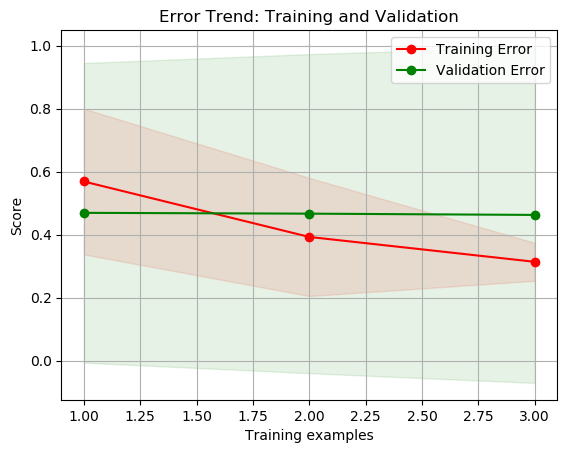 Error Trend: Training and Validation
Training Error
Validation Error
Score
1.0
0.8
0.6
0.4
0.2
0.0
1.00 1.25 1.50 1.75 2.00 2.25 2.50 2.75 3.00
Training examples